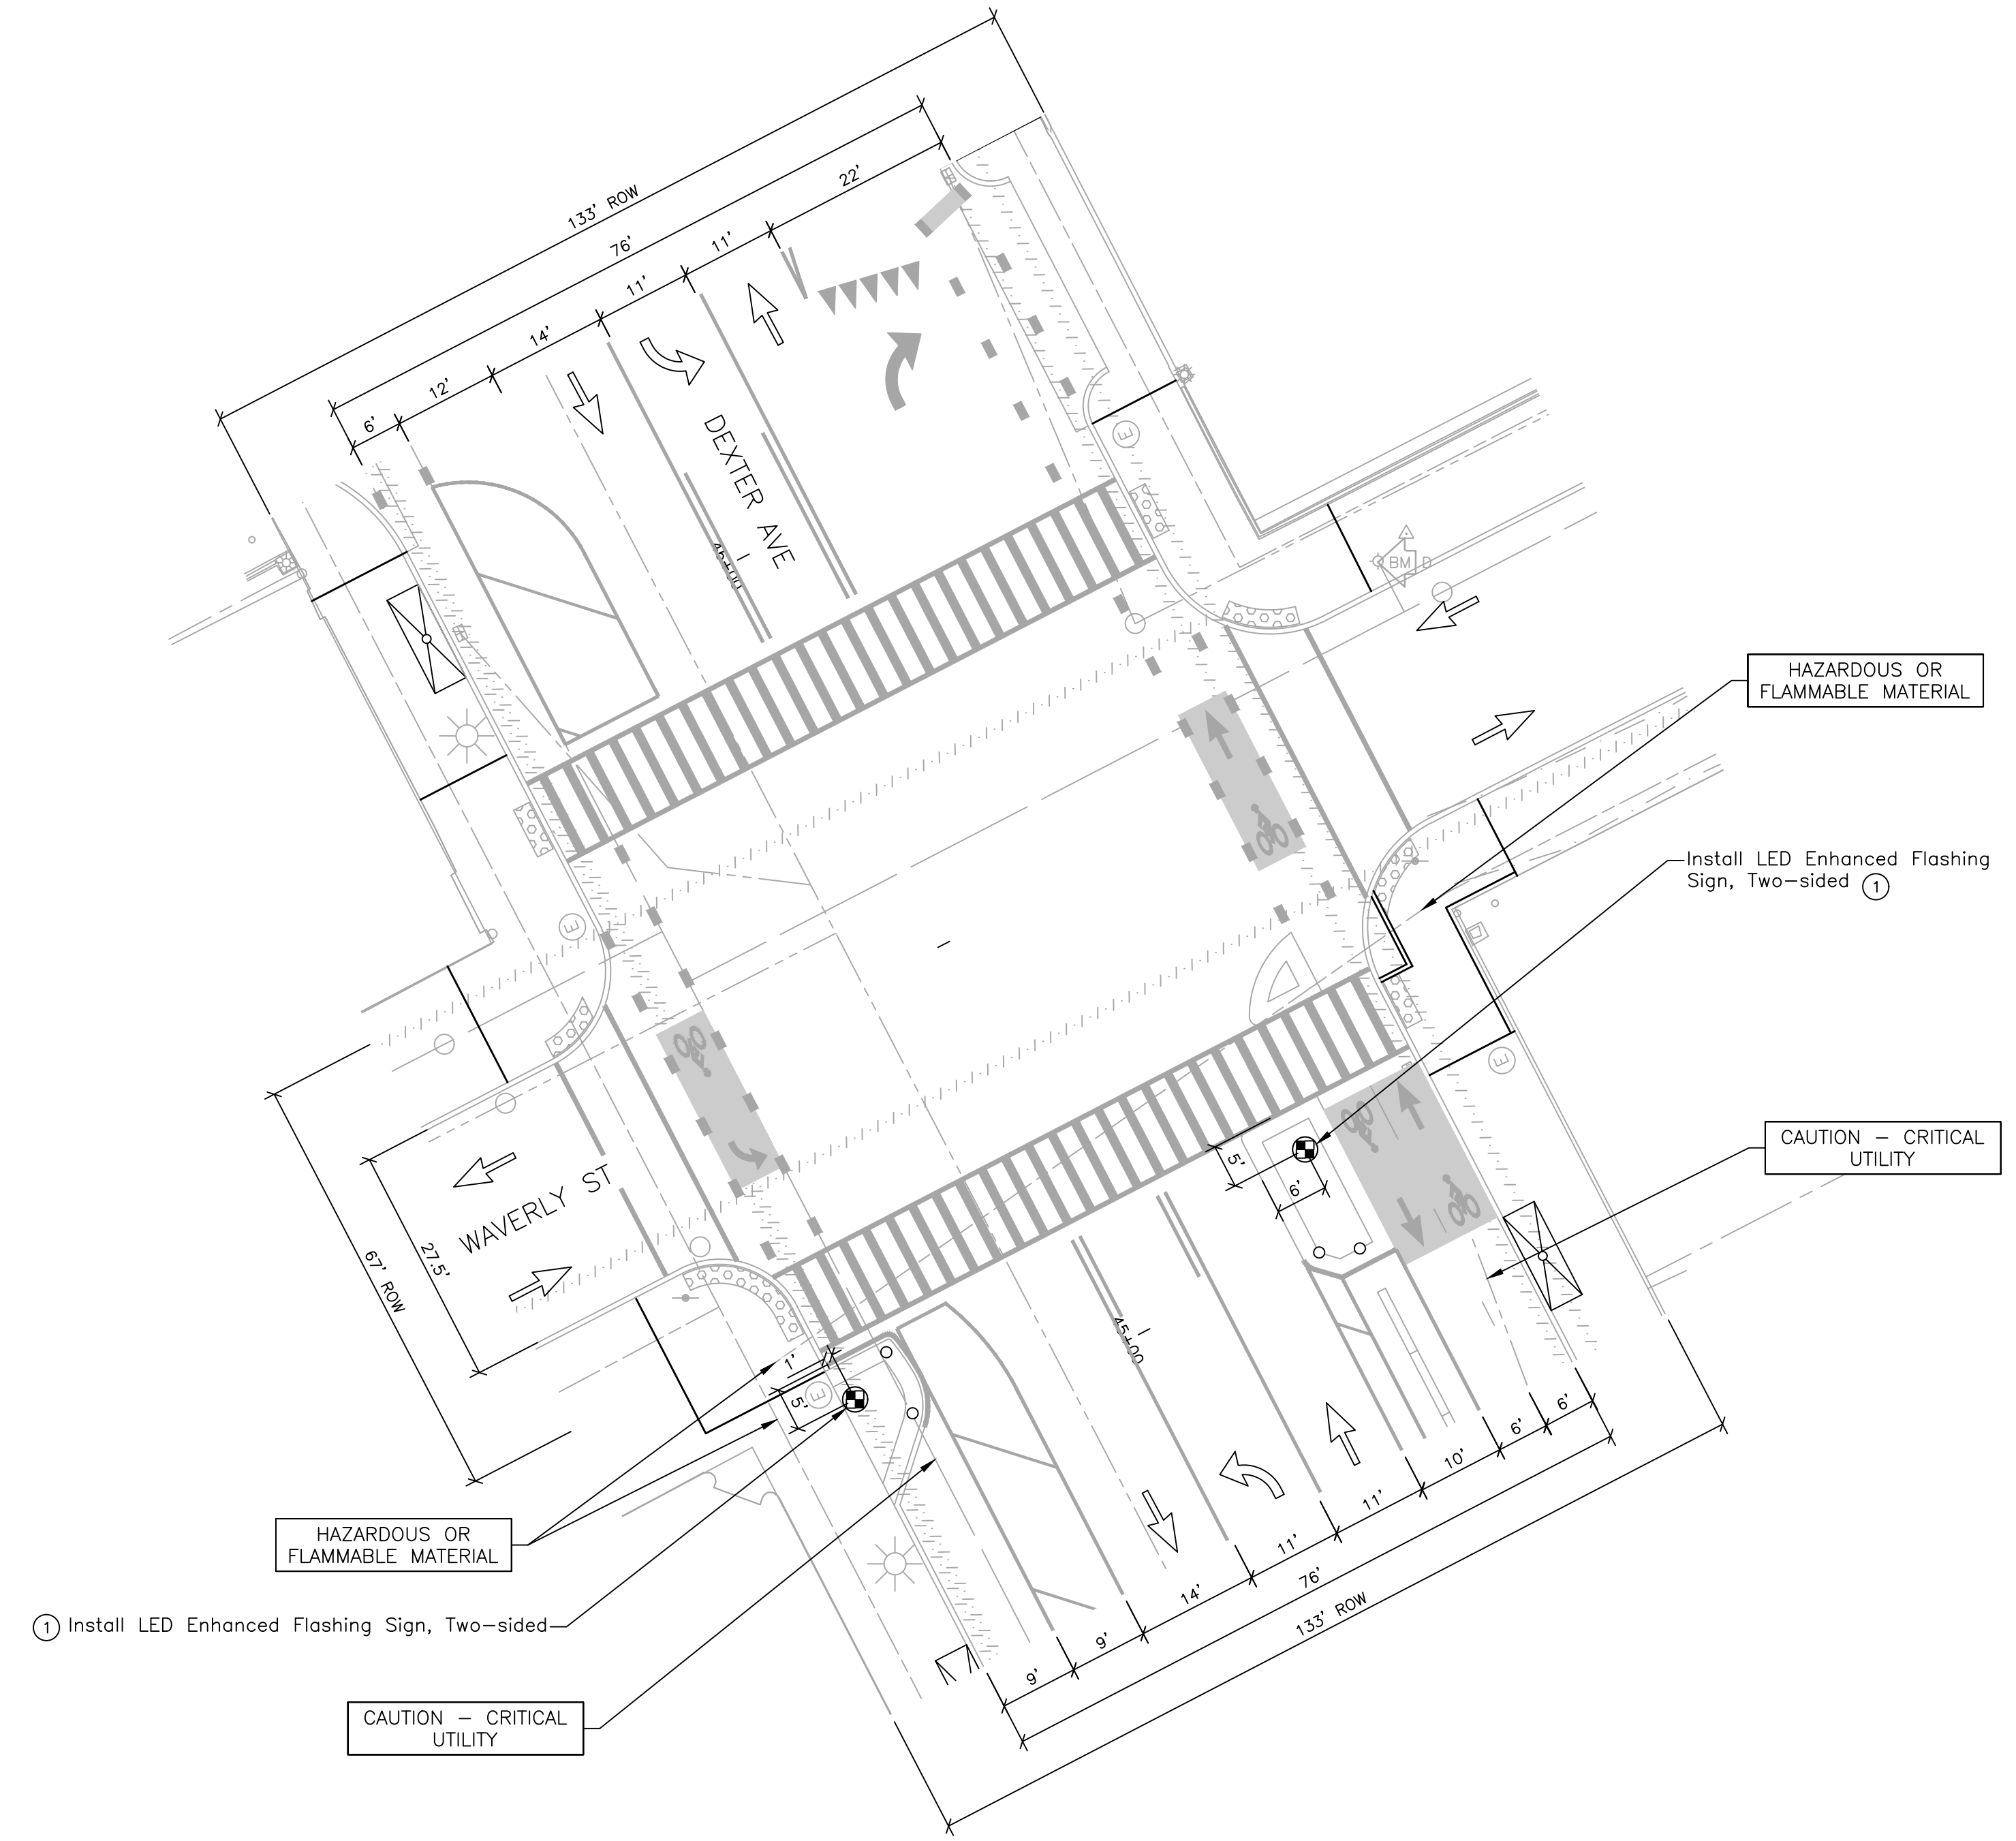 133' ROW
76'
6'
12'
14'
11'
11'
22'
DEXTER AVE
E
BM D
HAZARDOUS OR
FLAMMABLE MATERIAL
Install LED Enhanced Flashing
Sign, Two-sided 1
E
E
CAUTION – CRITICAL
UTILITY
WAVERLY ST
67' ROW
27.5'
5'
6'
1'
5'
E
45+00
HAZARDOUS OR
FLAMMABLE MATERIAL
1 Install LED Enhanced Flashing Sign, Two-sided
CAUTION – CRITICAL
UTILITY
9'
9'
14'
11'
11'
10'
6'
6'
76'
133' ROW